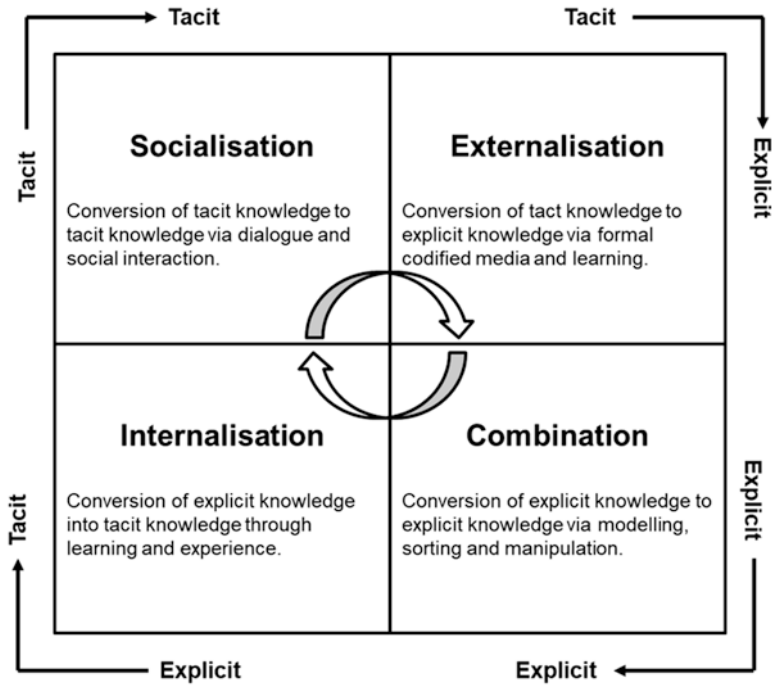 Tacit
Tacit
Tacit
Explicit
Socialisation
Conversion of tacit knowledge to
tacit knowledge via dialogue and
social interaction.
Externalisation
Conversion of tact knowledge to
explicit knowledge via formal
codified media and learning.
Internalisation
Conversion of explicit knowledge
into tacit knowledge through
learning and experience.
Combination
Conversion of explicit knowledge to
explicit knowledge via modelling,
sorting and manipulation.
Tacit
Explicit
Explicit
Explicit